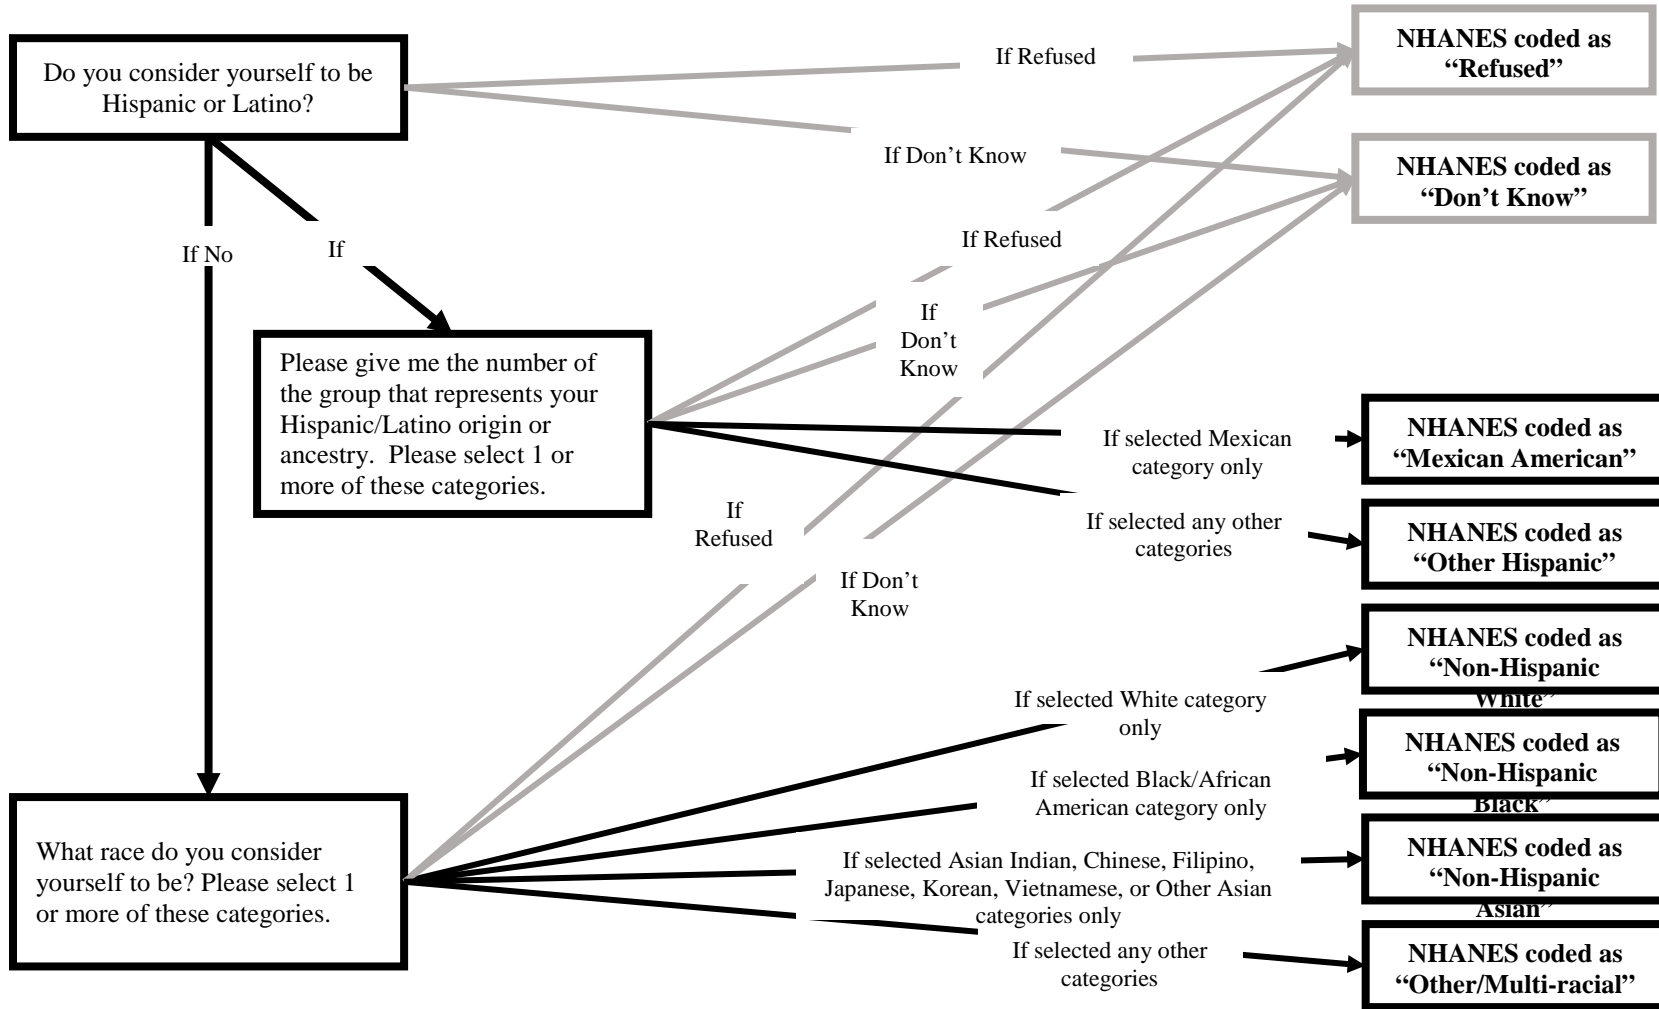 Do you consider yourself to be
Hispanic or Latino?
If Refused
NHANES coded as
“Refused”
If Don’t Know
NHANES coded as
“Don’t Know”
If No
If
If Refused
If
Don’t
Know
Please give me the number of
the group that represents your
Hispanic/Latino origin or
ancestry.  Please select 1 or
more of these categories.
If selected Mexican
category only
NHANES coded as
“Mexican American”
If selected any other
categories
NHANES coded as
“Other Hispanic”
If
Refused
If Don’t
Know
If selected White category
only
NHANES coded as
“Non-Hispanic
White”
If selected Black/African
American category only
NHANES coded as
“Non-Hispanic
Black”
What race do you consider
yourself to be? Please select 1
or more of these categories.
If selected Asian Indian, Chinese, Filipino,
Japanese, Korean, Vietnamese, or Other Asian
categories only
NHANES coded as
“Non-Hispanic
Asian”
If selected any other
categories
NHANES coded as
“Other/Multi-racial”